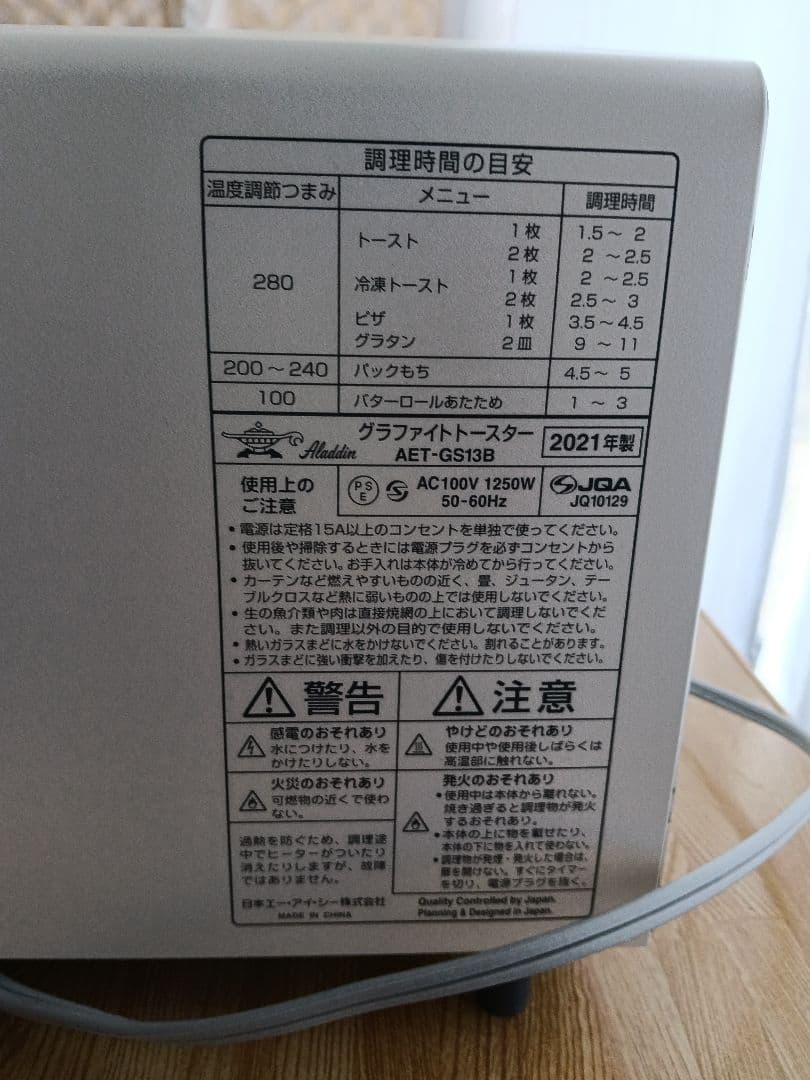 調理時間の目安
温度調節つまみ メニュー 調理時間
280 トースト 1枚 1.5～ 2
2枚 2 ～2.5
冷凍トースト 1枚 2 ～2.5
2枚 2.5～ 3
ピザ 1枚 3.5～4.5
グラタン 2皿 9 ～ 11
200～240 パックもち 4.5～ 5
100 バターロールあたため 1 ～ 3
Aladdin グラファイトトースター 2021年製
AET-GS13B
使用上の
ご注意
PSE AC100V 1250W
50-60Hz
JQA
JQ10129
• 電源は定格15A以上のコンセントを単独で使ってください。
• 使用後や掃除するときには電源プラグを必ずコンセントから
抜いてください。お手入れは本体が冷めてから行ってください。
• カーテンなど燃えやすいものの近く、畳、ジュータン、テー
ブルクロスなど熱に弱いものの上では使用しないでください。
• 生の魚介類や肉は直接焼網の上において調理しないでくだ
さい。また調理以外の目的で使用しないでください。
• 熱いガラスまどに水をかけないでください。割れることがあります。
• ガラスまどに強い衝撃を加えたり、傷を付けたりしないでください。
警告
感電のおそれあり
水につけたり、水を
かけたりしない。
火災のおそれあり
可燃物の近くで使わ
ない。
過熱を防ぐため、調理途
中でヒーターがついたり
消えたりしますが、故障
ではありません。
注意
やけどのおそれあり
使用中や使用後しばらくは
高温部に触れない。
発火のおそれあり
• 使用中は本体から離れない。
焼き過ぎると調理物が発火
するおそれあり。
• 本体の上に物を載せたり、
本体の下に物を入れて使わない。
• 調理物が発煙・発火した場合は、
扉を開けない。すぐにタイマー
を切り、電源プラグを抜く。
日本エー・アイ・シー株式会社
MADE IN CHINA
Quality Controlled by Japan.
Planning & Designed in Japan.